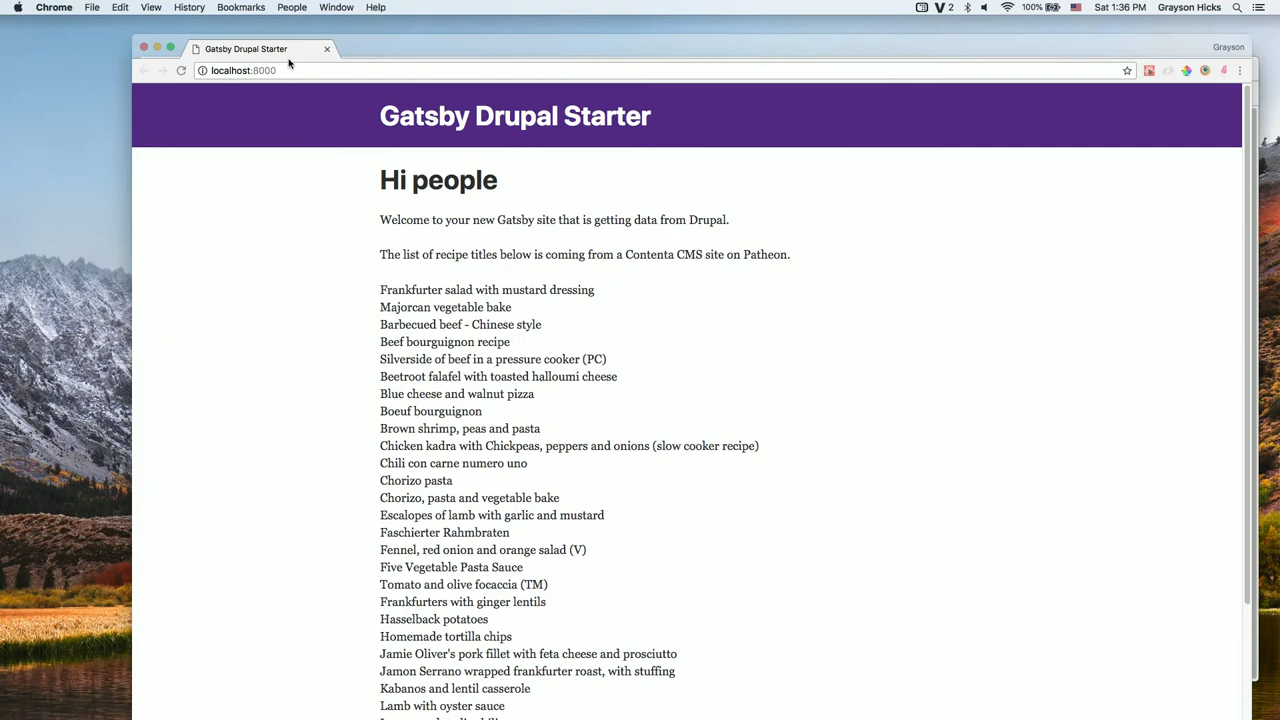 Chrome File Edit View History Bookmarks People Window Help 2 100% Sat 1:36 PM Grayson Hicks
Gatsby Drupal Starter Grayson
localhost:8000
Gatsby Drupal Starter
Hi people
Welcome to your new Gatsby site that is getting data from Drupal.
The list of recipe titles below is coming from a Contenta CMS site on Patheon.
Frankfurter salad with mustard dressing
Majorcan vegetable bake
Barbecued beef - Chinese style
Beef bourguignon recipe
Silverside of beef in a pressure cooker (PC)
Beetroot falafel with toasted halloumi cheese
Blue cheese and walnut pizza
Boeuf bourguignon
Brown shrimp, peas and pasta
Chicken kadra with Chickpeas, peppers and onions (slow cooker recipe)
Chili con carne numero uno
Chorizo pasta
Chorizo, pasta and vegetable bake
Escalopes of lamb with garlic and mustard
Faschierter Rahmbraten
Fennel, red onion and orange salad (V)
Five Vegetable Pasta Sauce
Tomato and olive focaccia (TM)
Frankfurters with ginger lentils
Hasselback potatoes
Homemade tortilla chips
Jamie Oliver's pork fillet with feta cheese and prosciutto
Jamon Serrano wrapped frankfurter roast, with stuffing
Kabanos and lentil casserole
Lamb with oyster sauce